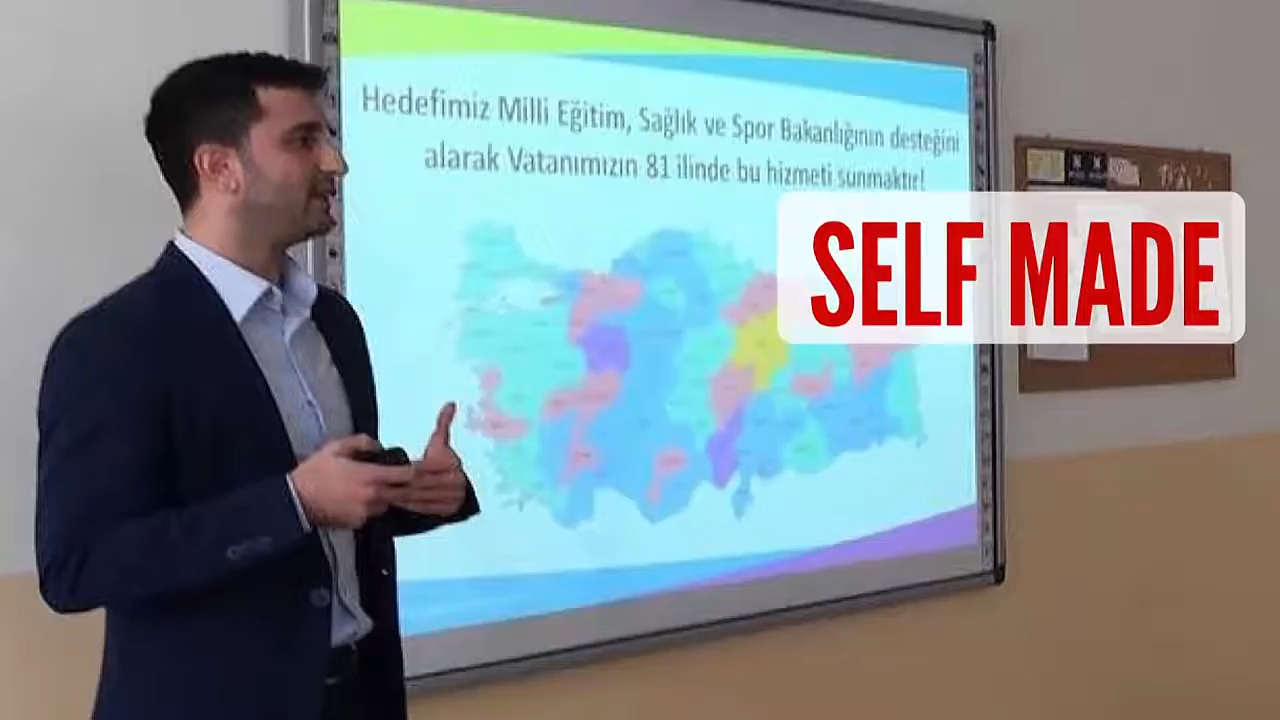 Hedefimiz Milli Eğitim, Sağlık ve Spor Bakanlığının desteğini
alarak Vatanımızın 81 ilinde bu hizmeti sunmaktır!
SELF MADE